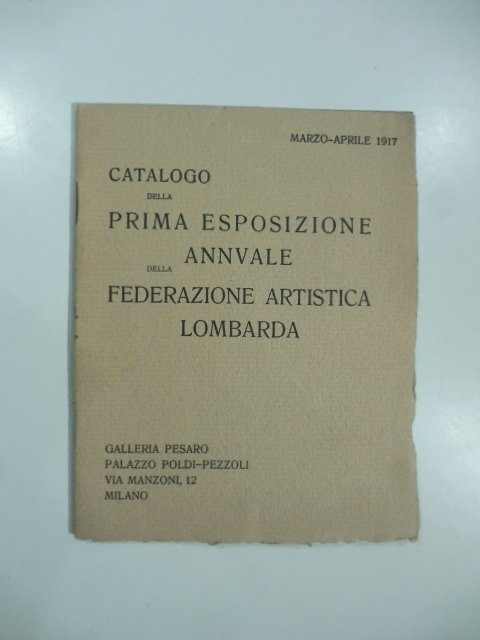 MARZO-APRILE 1917
CATALOGO
DELLA
PRIMA ESPOSIZIONE
ANNVALE
DELLA
FEDERAZIONE ARTISTICA
LOMBARDA
GALLERIA PESARO
PALAZZO POLDI-PEZZOLI
VIA MANZONI, 12
MILANO